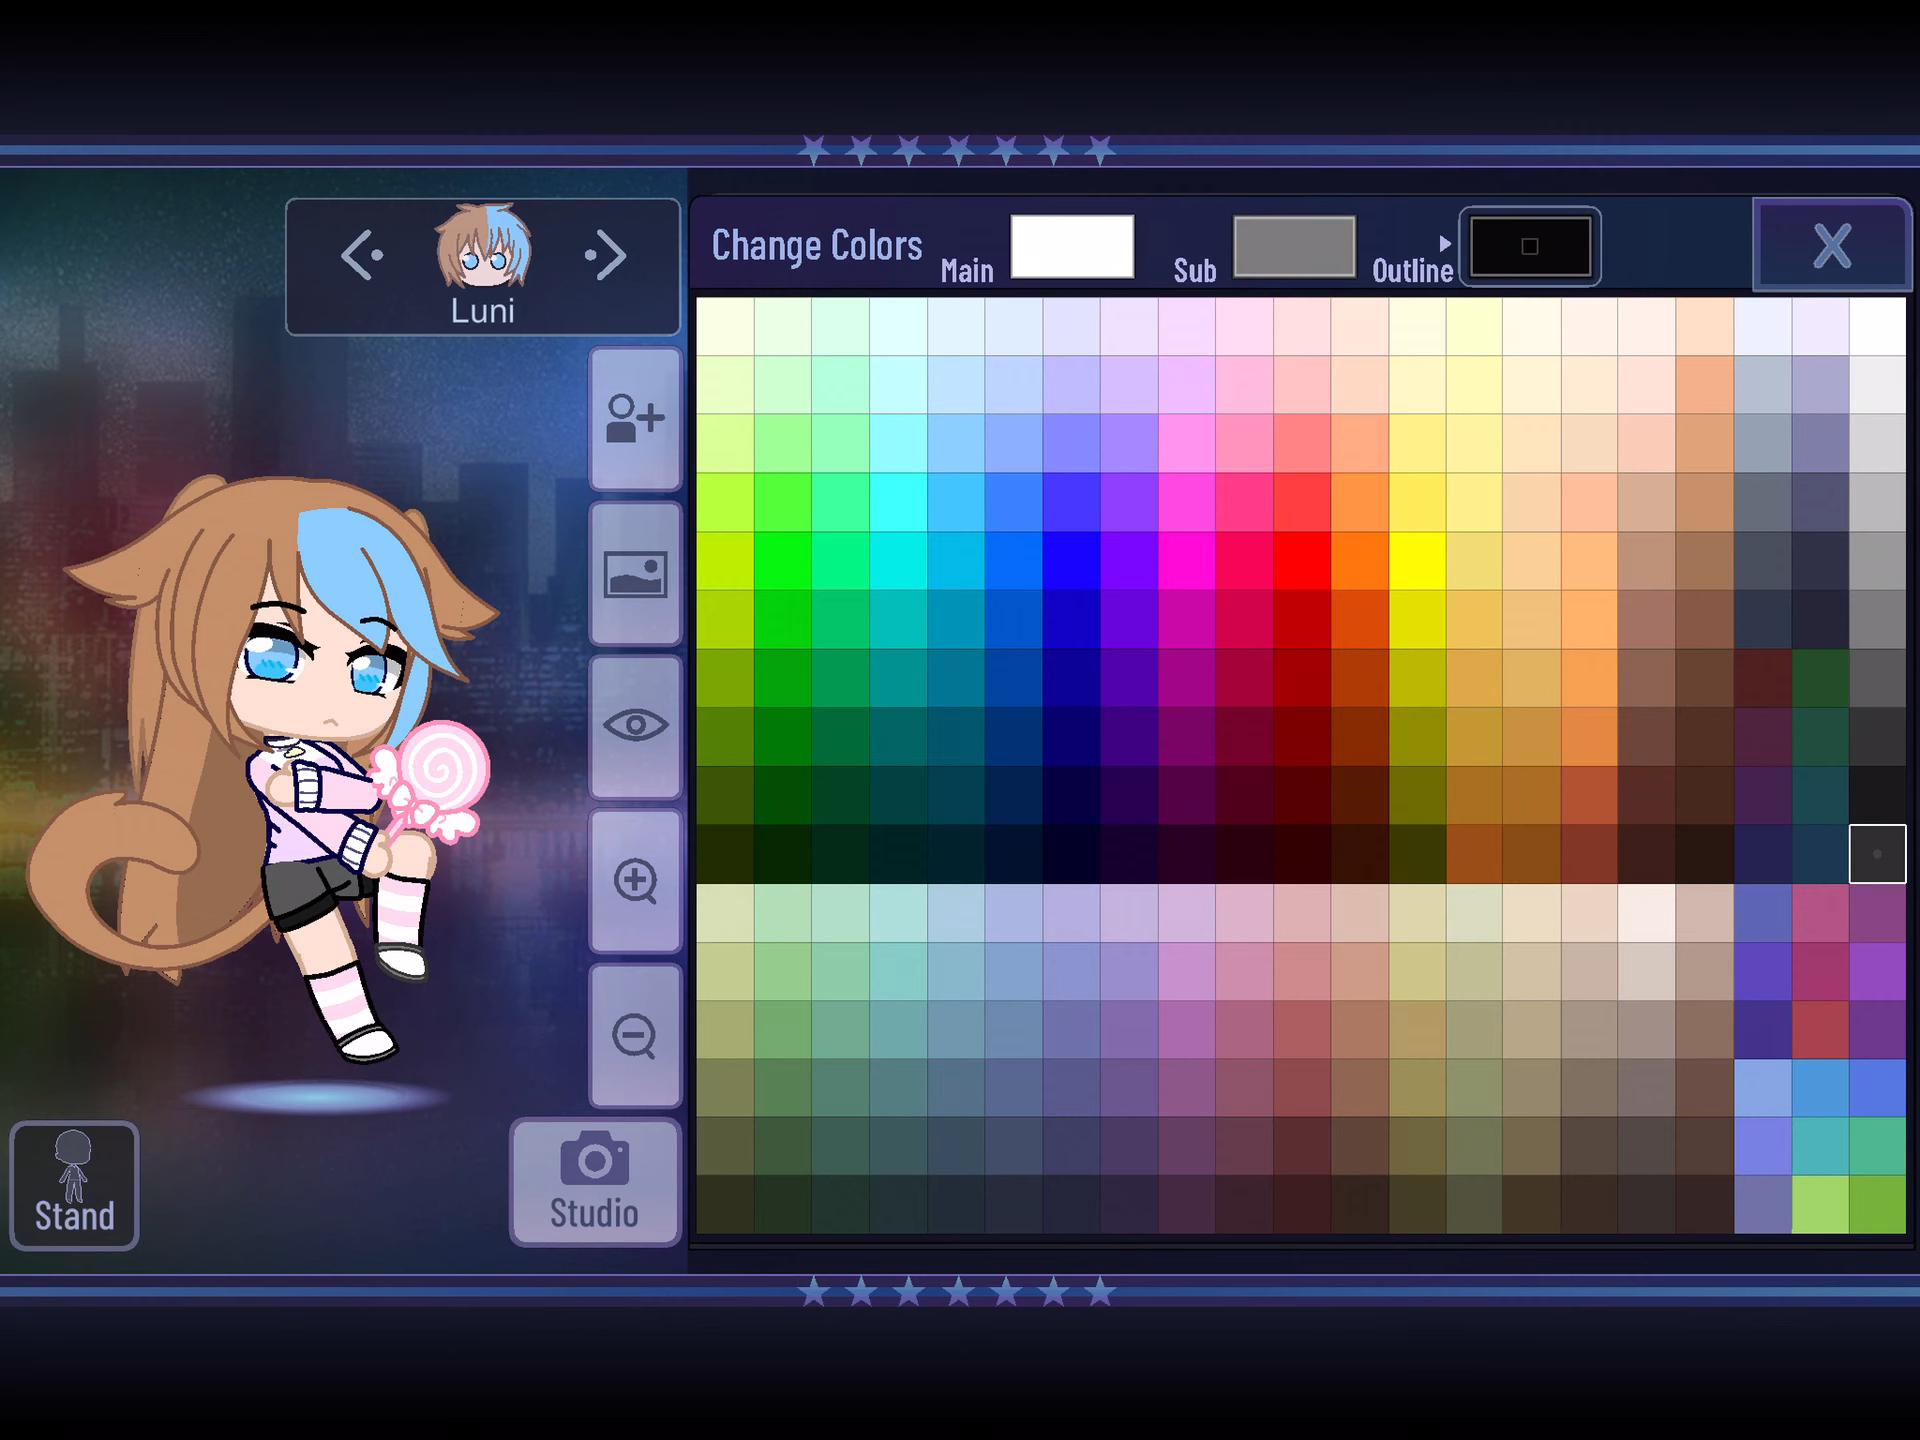 Luni
Change Colors
Main
Sub
Outline
X
Stand
Studio